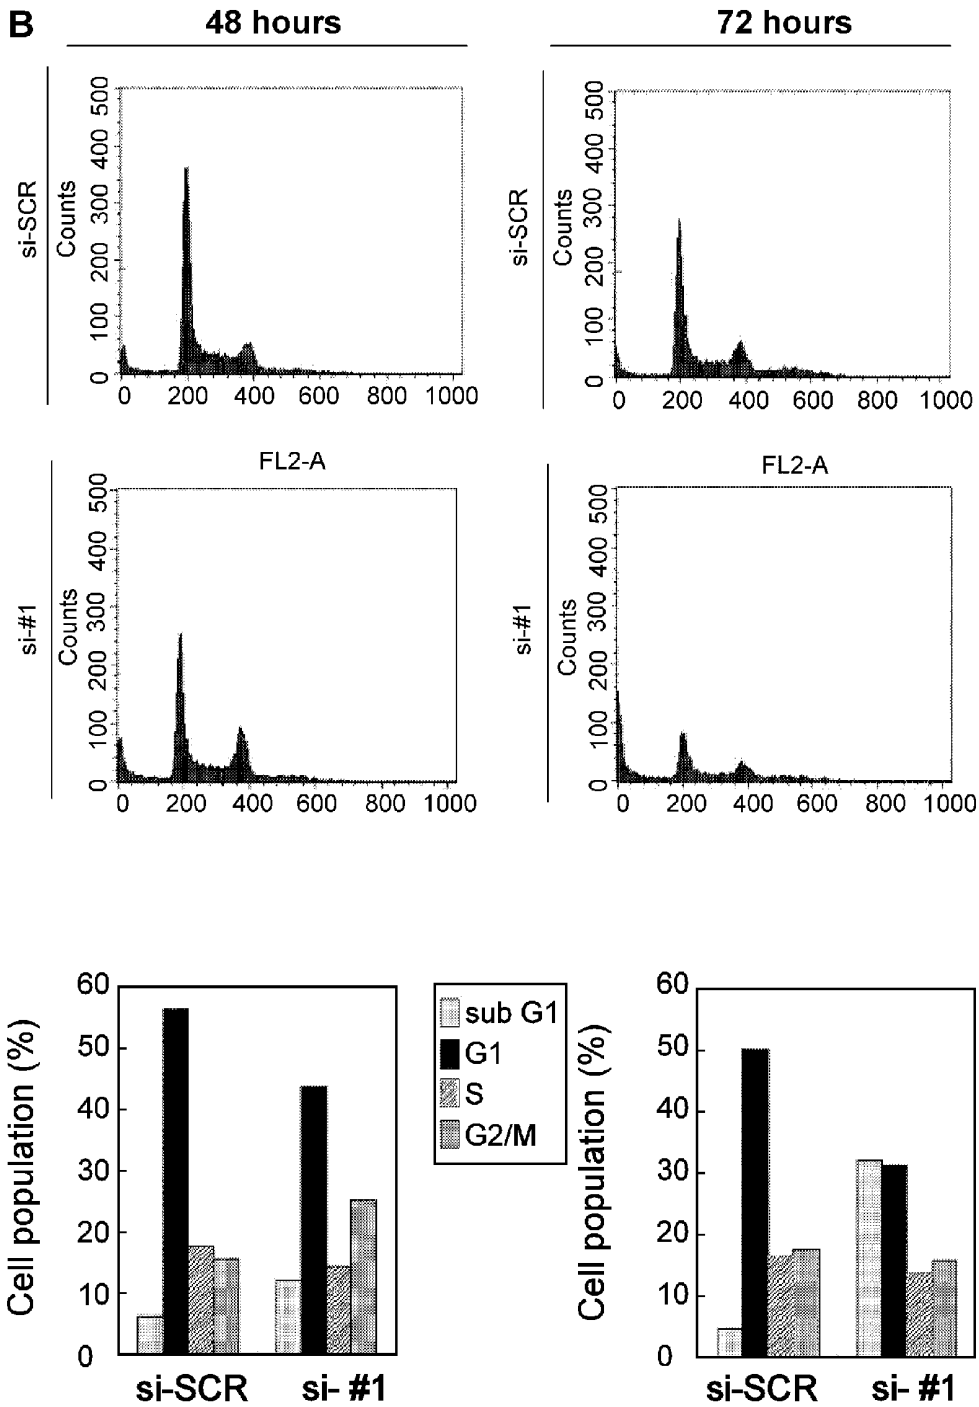 B
48 hours
72 hours
si-SCR
Counts
500
400
300
200
100
0
0 200 400 600 800 1000
FL2-A
si-SCR
Counts
500
400
300
200
100
0
0 200 400 600 800 1000
FL2-A
si-#1
Counts
500
400
300
200
100
0
0 200 400 600 800 1000
si-#1
Counts
500
400
300
200
100
0
0 200 400 600 800 1000
Cell population (%)
60
50
40
30
20
10
0
si-SCR si- #1
sub G1
G1
S
G2/M
Cell population (%)
60
50
40
30
20
10
0
si-SCR si- #1